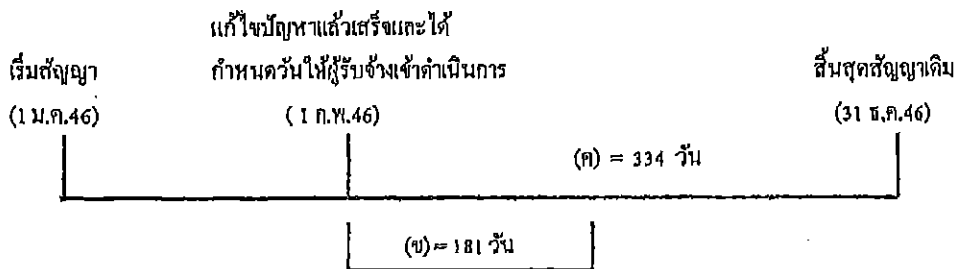 แก้ไขปัญหาแล้วเสร็จและได้
เริ่มสัญญา กำหนดวันให้ผู้รับจ้างเข้าดำเนินการ สิ้นสุดสัญญาเดิม
(1 ม.ค.46) (1 ก.พ.46) (31 ธ.ค.46)
(ค) = 334 วัน
(ข) = 181 วัน